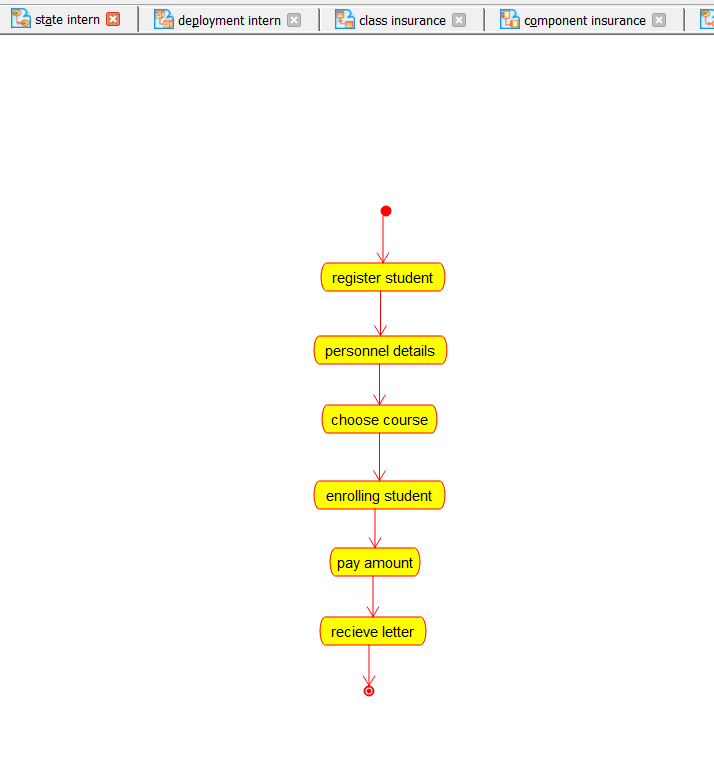 state intern
deployment intern
class insurance
component insurance
register student
personnel details
choose course
enrolling student
pay amount
recieve letter